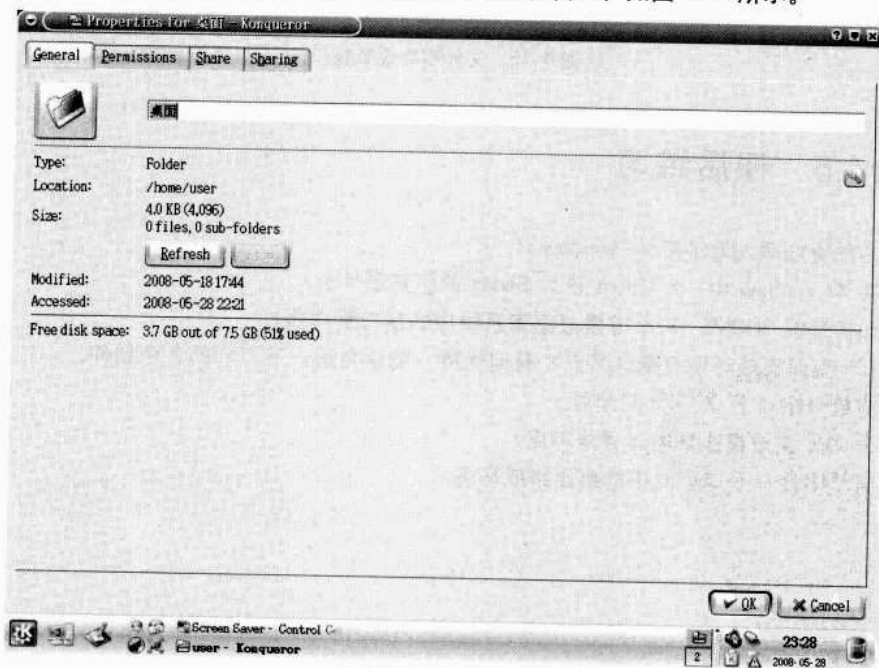 所示。
Properties for 桌面 - Konqueror
General Permissions Share Sharing
桌面
Type: Folder
Location: /home/user
Size: 4.0 KB (4,096)
0 files, 0 sub-folders
Refresh
Modified: 2008-05-18 17:44
Accessed: 2008-05-28 22:21
Free disk space: 3.7 GB out of 7.5 GB (51% used)
OK Cancel
Screen Saver - Control C
user - Konqueror
2
23:28
2008-05-28